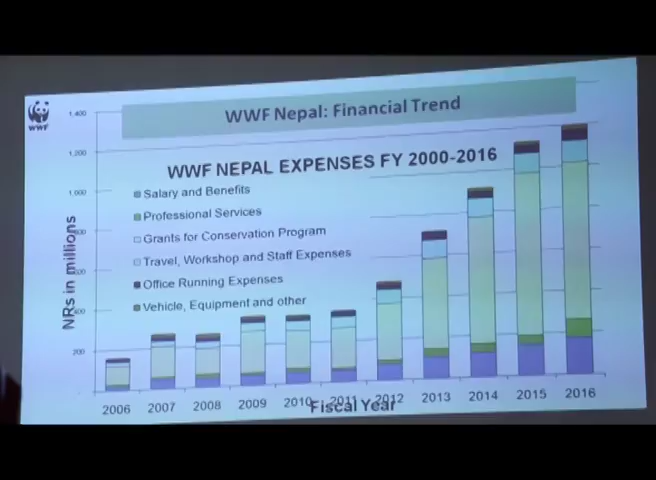 WWF
WWF Nepal: Financial Trend
WWF NEPAL EXPENSES FY 2000-2016
NRs in millions
1,400
1,200
1,000
400
200
Salary and Benefits
Professional Services
Grants for Conservation Program
Travel, Workshop and Staff Expenses
Office Running Expenses
Vehicle, Equipment and other
2006 2007 2008 2009 2010 2011 2012 2013 2014 2015 2016
Fiscal Year